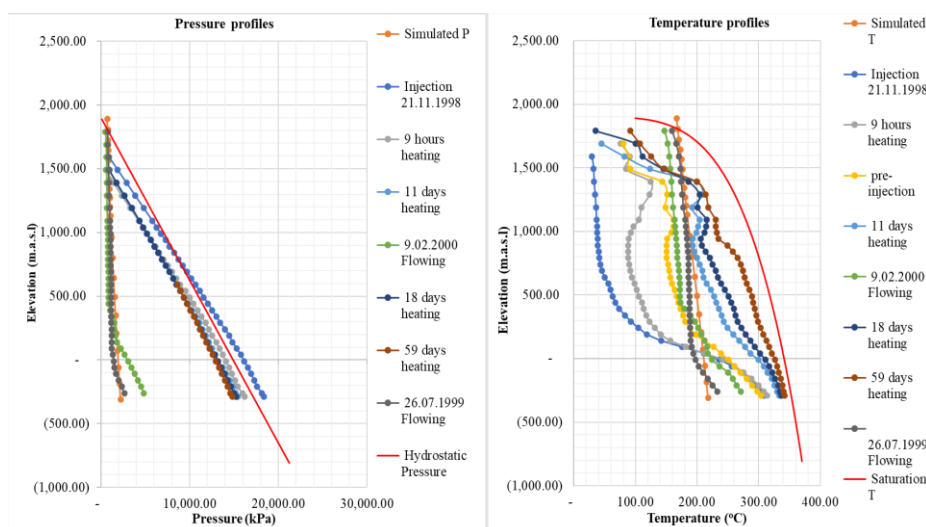 Pressure profiles
2,500.00
2,000.00
1,500.00
1,000.00
500.00
-
(500.00)
(1,000.00)
Elevation (m.a.s.l)
- 10,000.00 20,000.00 30,000.00
Pressure (kPa)
Simulated P
Injection
21.11.1998
9 hours
heating
11 days
heating
9.02.2000
Flowing
18 days
heating
59 days
heating
26.07.1999
Flowing
Hydrostatic
Pressure
Temperature profiles
2,500.00
2,000.00
1,500.00
1,000.00
500.00
-
(500.00)
(1,000.00)
Elevation (m.a.s.l)
- 100.00 200.00 300.00 400.00
Temperature (°C)
Simulated
T
Injection
21.11.1998
9 hours
heating
pre-
injection
11 days
heating
9.02.2000
Flowing
18 days
heating
59 days
heating
26.07.1999
Flowing
Saturation
T